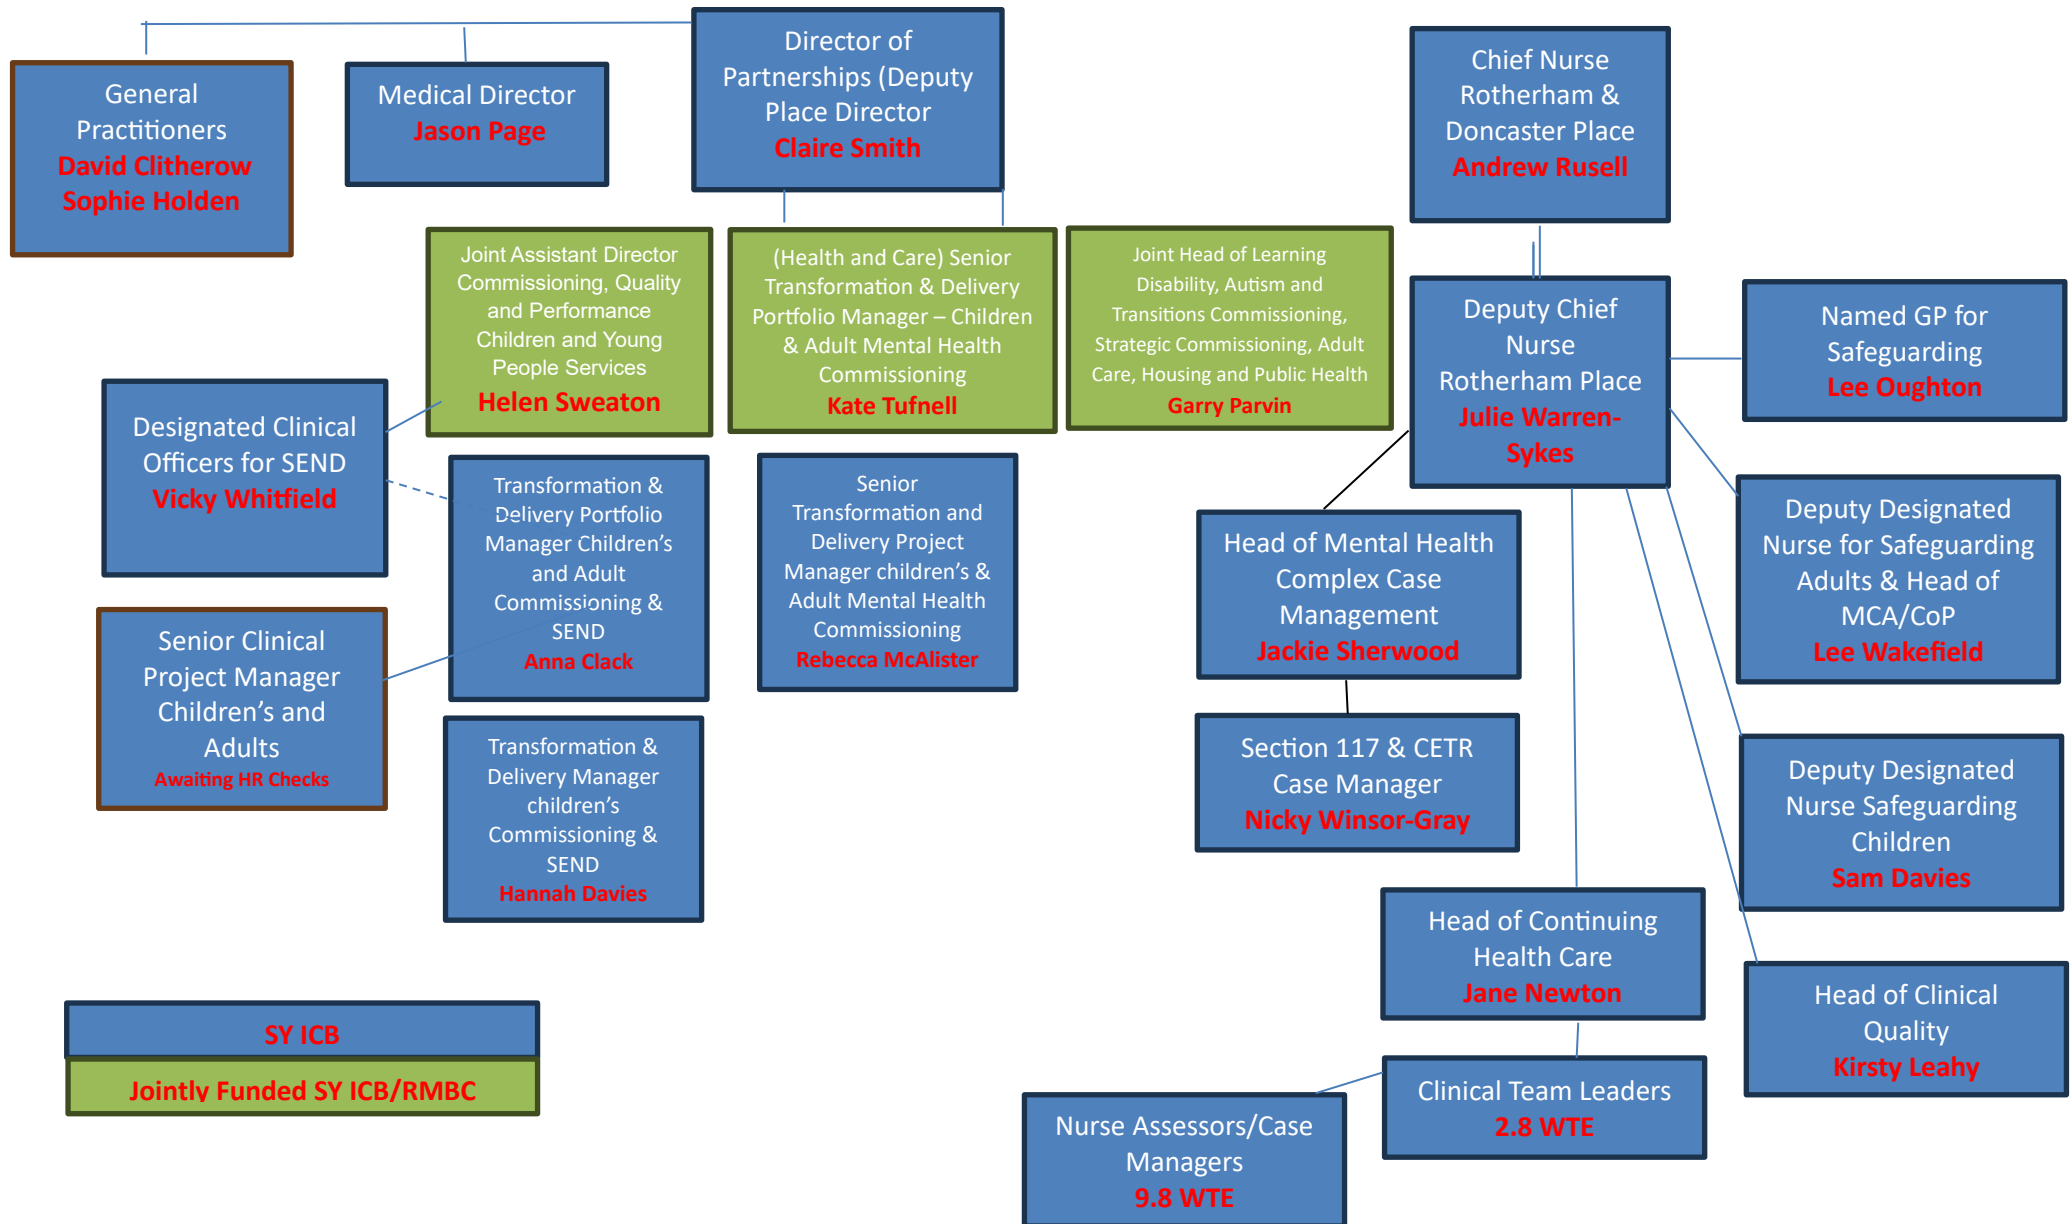 General
Practitioners
David Clitherow
Sophie Holden
Medical Director
Jason Page
Director of
Partnerships (Deputy
Place Director
Claire Smith
Chief Nurse
Rotherham &
Doncaster Place
Andrew Rusell
Joint Assistant Director
Commissioning, Quality
and Performance
Children and Young
People Services
Helen Sweaton
(Health and Care) Senior
Transformation & Delivery
Portfolio Manager – Children
& Adult Mental Health
Commissioning
Kate Tufnell
Joint Head of Learning
Disability, Autism and
Transitions Commissioning,
Strategic Commissioning, Adult
Care, Housing and Public Health
Garry Parvin
Deputy Chief
Nurse
Rotherham Place
Julie Warren-
Sykes
Named GP for
Safeguarding
Lee Oughton
Designated Clinical
Officers for SEND
Vicky Whitfield
Transformation &
Delivery Portfolio
Manager Children’s
and Adult
Commissioning &
SEND
Anna Clack
Senior
Transformation and
Delivery Project
Manager children’s &
Adult Mental Health
Commissioning
Rebecca McAlister
Head of Mental Health
Complex Case
Management
Jackie Sherwood
Deputy Designated
Nurse for Safeguarding
Adults & Head of
MCA/CoP
Lee Wakefield
Senior Clinical
Project Manager
Children’s and
Adults
Awaiting HR Checks
Transformation &
Delivery Manager
children’s
Commissioning &
SEND
Hannah Davies
Section 117 & CETR
Case Manager
Nicky Winsor-Gray
Deputy Designated
Nurse Safeguarding
Children
Sam Davies
Head of Continuing
Health Care
Jane Newton
Head of Clinical
Quality
Kirsty Leahy
SY ICB
Jointly Funded SY ICB/RMBC
Clinical Team Leaders
2.8 WTE
Nurse Assessors/Case
Managers
9.8 WTE